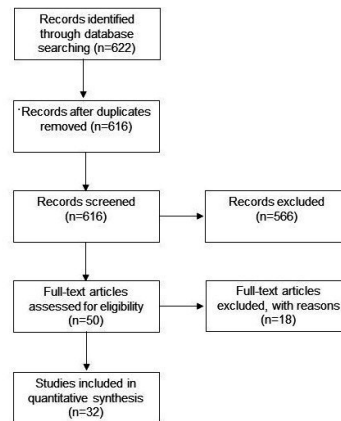 Records identified
through database
searching (n=622)
'Records after duplicates
removed (n=616)
Records screened
(n=616)
Records excluded
(n=566)
Full-text articles
assessed for eligibility
(n=50)
Full-text articles
excluded, with reasons
(n=18)
Studies included in
quantitative synthesis
(n=32)